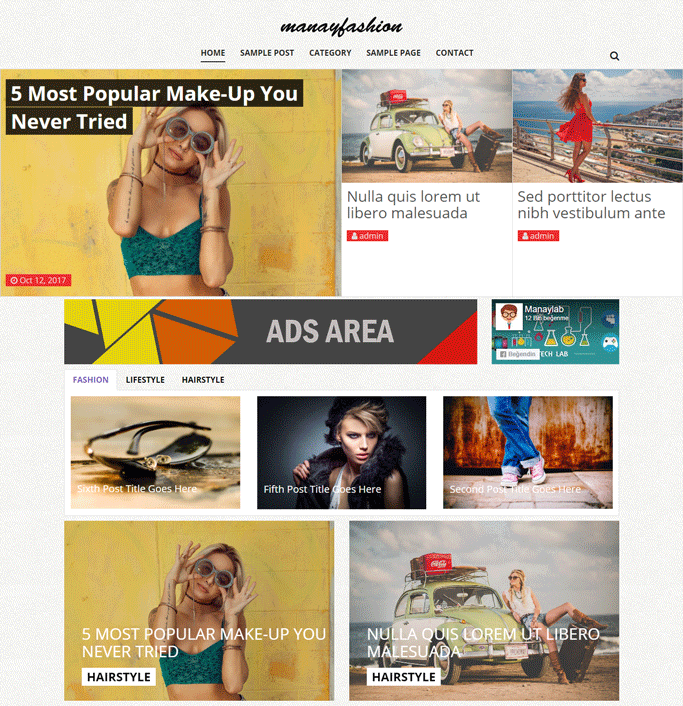 manayfashion
HOME SAMPLE POST CATEGORY SAMPLE PAGE CONTACT
5 Most Popular Make-Up You
Never Tried
Oct 12, 2017
Nulla quis lorem ut
libero malesuada
admin
Sed porttitor lectus
nibh vestibulum ante
admin
ADS AREA
Manaylab
12 Bin beğenme
Beğendin
TECH LAB
FASHION LIFESTYLE HAIRSTYLE
Sixth Post Title Goes Here
Fifth Post Title Goes Here
Second Post Title Goes Here
5 MOST POPULAR MAKE-UP YOU
NEVER TRIED
HAIRSTYLE
NULLA QUIS LOREM UT LIBERO
MALESUADA
HAIRSTYLE